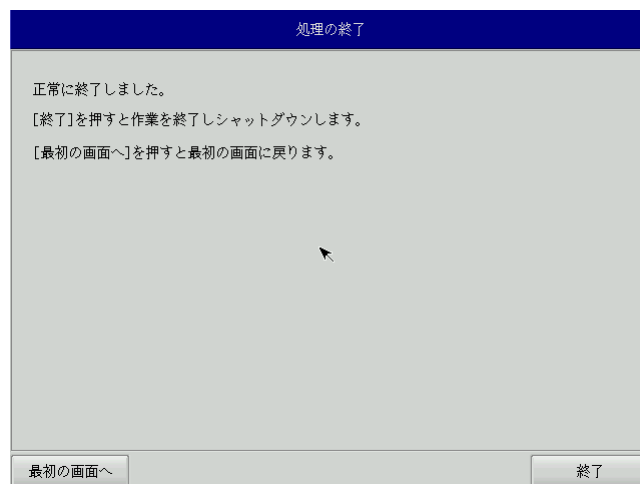 処理の終了
正常に終了しました。
[終了]を押すと作業を終了しシャットダウンします。
[最初の画面へ]を押すと最初の画面に戻ります。
最初の画面へ
終了